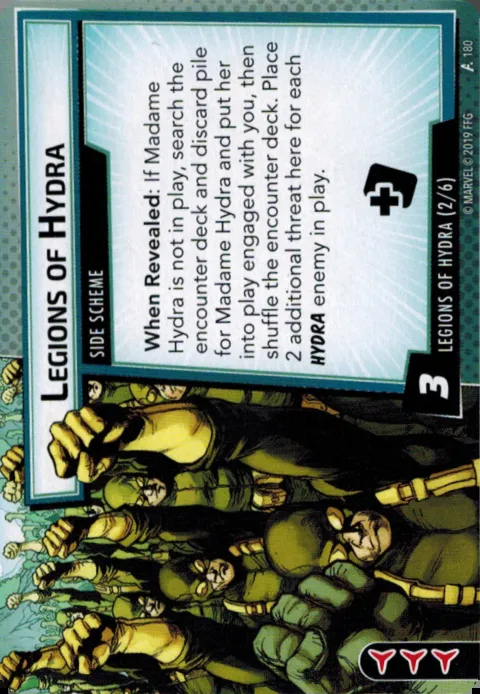 LEGIONS OF HYDRA
SIDE SCHEME
When Revealed: If Madame
Hydra is not in play, search the
encounter deck and discard pile
for Madame Hydra and put her
into play engaged with you, then
shuffle the encounter deck. Place
2 additional threat here for each
HYDRA enemy in play.
3
LEGIONS OF HYDRA (2/6)
© MARVEL © 2019 FFG
180